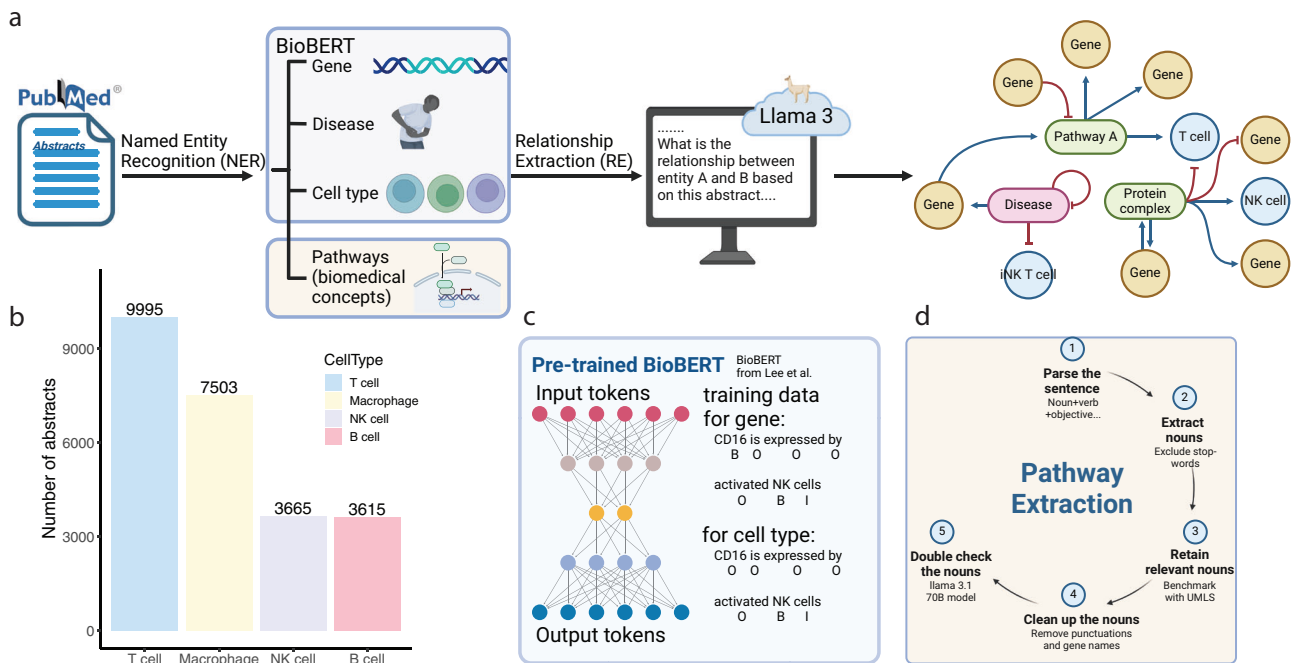 a
PubMed®
Abstracts
Named Entity
Recognition (NER)
BioBERT
Gene
Disease
Cell type
Pathways
(biomedical
concepts)
Relationship
Extraction (RE)
Llama 3
.......
What is the
relationship between
entity A and B based
on this abstract....
Gene
Gene
Gene
Pathway A
T cell
Gene
Gene
Disease
Protein
complex
NK cell
iNK T cell
Gene
Gene
b
Number of abstracts
9000
6000
3000
0
9995
7503
3665
3615
CellType
T cell
Macrophage
NK cell
B cell
T cell
Macrophage
NK cell
B cell
c
Pre-trained BioBERT
BioBERT
from Lee et al.
Input tokens
Output tokens
training data
for gene:
CD16 is expressed by
B O O O
activated NK cells
O B I
for cell type:
CD16 is expressed by
O O O O
activated NK cells
O B I
d
Pathway
Extraction
1
Parse the
sentence
Noun+verb
+objective...
2
Extract
nouns
Exclude stop-
words
3
Retain
relevant nouns
Benchmark
with UMLS
4
Clean up the nouns
Remove punctuations
and gene names
5
Double check
the nouns
llama 3.1
70B model